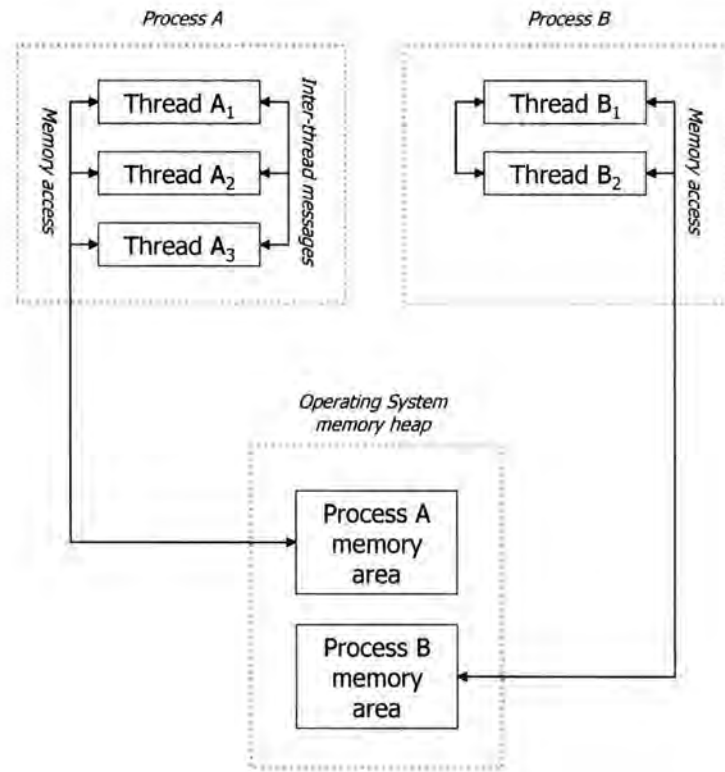 Process A
Memory access
Thread A₁
Thread A₂
Thread A₃
Inter-thread messages
Process B
Thread B₁
Thread B₂
Memory access
Operating System
memory heap
Process A
memory
area
Process B
memory
area